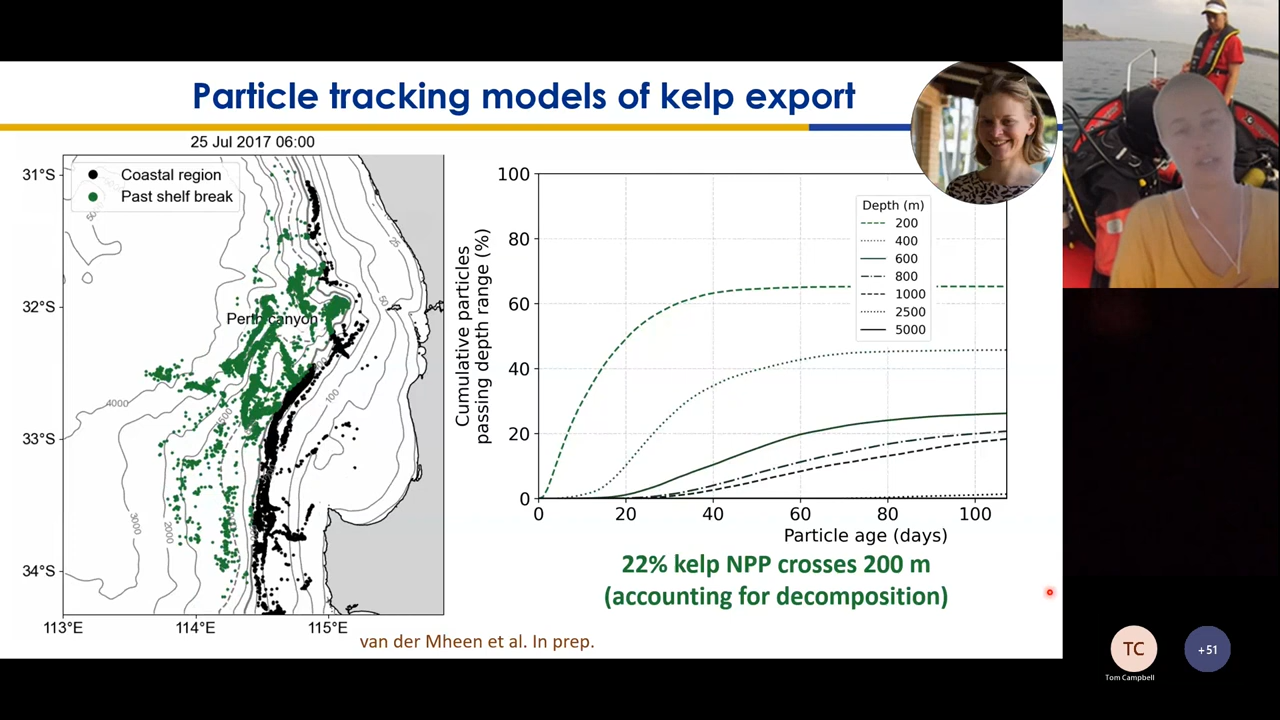 Particle tracking models of kelp export
25 Jul 2017 06:00
Coastal region
Past shelf break
31°S
32°S
33°S
34°S
113°E
114°E
115°E
Perth canyon
50
25
50
100
4000
3000
2000
Cumulative particles
passing depth range (%)
100
80
60
40
20
0
Depth (m)
200
400
600
800
1000
2500
5000
0
20
40
60
80
100
Particle age (days)
22% kelp NPP crosses 200 m
(accounting for decomposition)
van der Mheen et al. In prep.
TC
+51
Tom Campbell